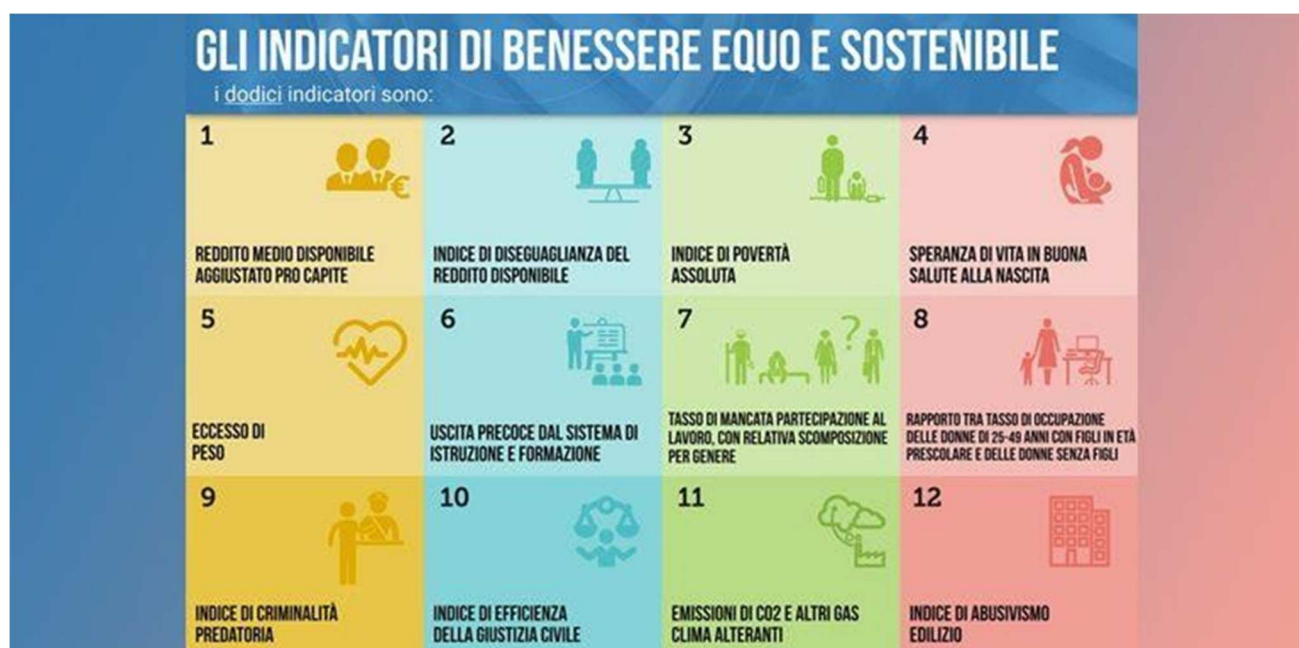 GLI INDICATORI DI BENESSERE EQUO E SOSTENIBILE
i dodici indicatori sono:
1
REDDITO MEDIO DISPONIBILE
AGGIUSTATO PRO CAPITE
2
INDICE DI DISEGUAGLIANZA DEL
REDDITO DISPONIBILE
3
INDICE DI POVERTÀ
ASSOLUTA
4
SPERANZA DI VITA IN BUONA
SALUTE ALLA NASCITA
5
ECCESSO DI
PESO
6
USCITA PRECOCE DAL SISTEMA DI
ISTRUZIONE E FORMAZIONE
7
TASSO DI MANCATA PARTECIPAZIONE AL
LAVORO, CON RELATIVA SCOMPOSIZIONE
PER GENERE
8
RAPPORTO TRA TASSO DI OCCUPAZIONE
DELLE DONNE DI 25-49 ANNI CON FIGLI IN ETÀ
PRESCOLARE E DELLE DONNE SENZA FIGLI
9
INDICE DI CRIMINALITÀ
PREDATORIA
10
INDICE DI EFFICIENZA
DELLA GIUSTIZIA CIVILE
11
EMISSIONI DI CO2 E ALTRI GAS
CLIMA ALTERANTI
12
INDICE DI ABUSIVISMO
EDILIZIO